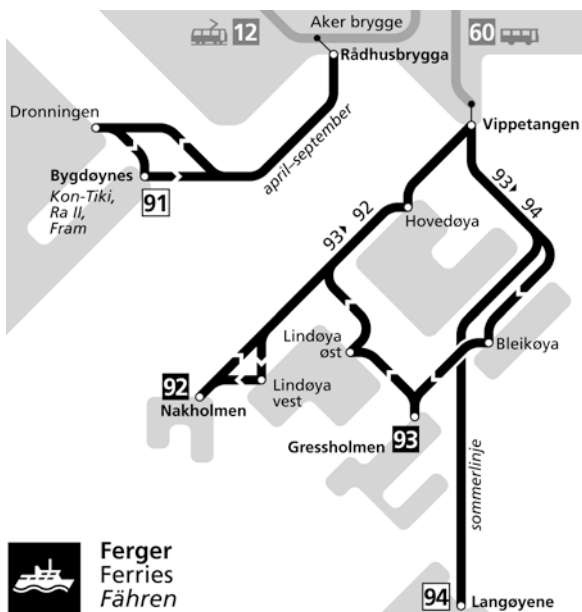 Aker brygge
12
60
Rådhusbrygga
Dronningen
Vippetangen
april–september
Bygdøynes
Kon-Tiki,
Ra II,
Fram
91
93 92
93 94
Hovedøya
Lindøya
øst
Bleikøya
92
Nakholmen
Lindøya
vest
Gressholmen
93
sommerlinje
Ferger
Ferries
Fähren
94
Langøyene